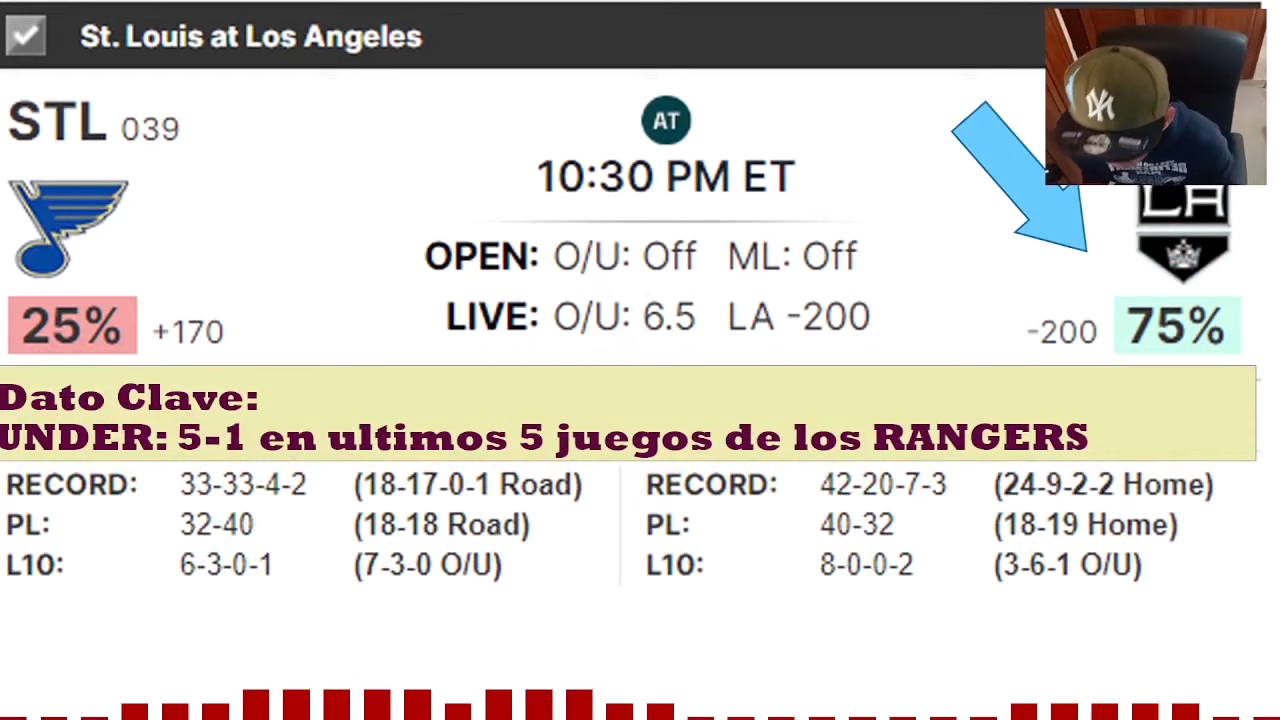 St. Louis at Los Angeles
STL 039
AT
10:30 PM ET
OPEN: O/U: Off ML: Off
LIVE: O/U: 6.5 LA -200
LA
25% +170
-200 75%
Dato Clave:
UNDER: 5-1 en ultimos 5 juegos de los RANGERS
RECORD: 33-33-4-2 (18-17-0-1 Road)
PL: 32-40 (18-18 Road)
L10: 6-3-0-1 (7-3-0 O/U)
RECORD: 42-20-7-3 (24-9-2-2 Home)
PL: 40-32 (18-19 Home)
L10: 8-0-0-2 (3-6-1 O/U)
NY